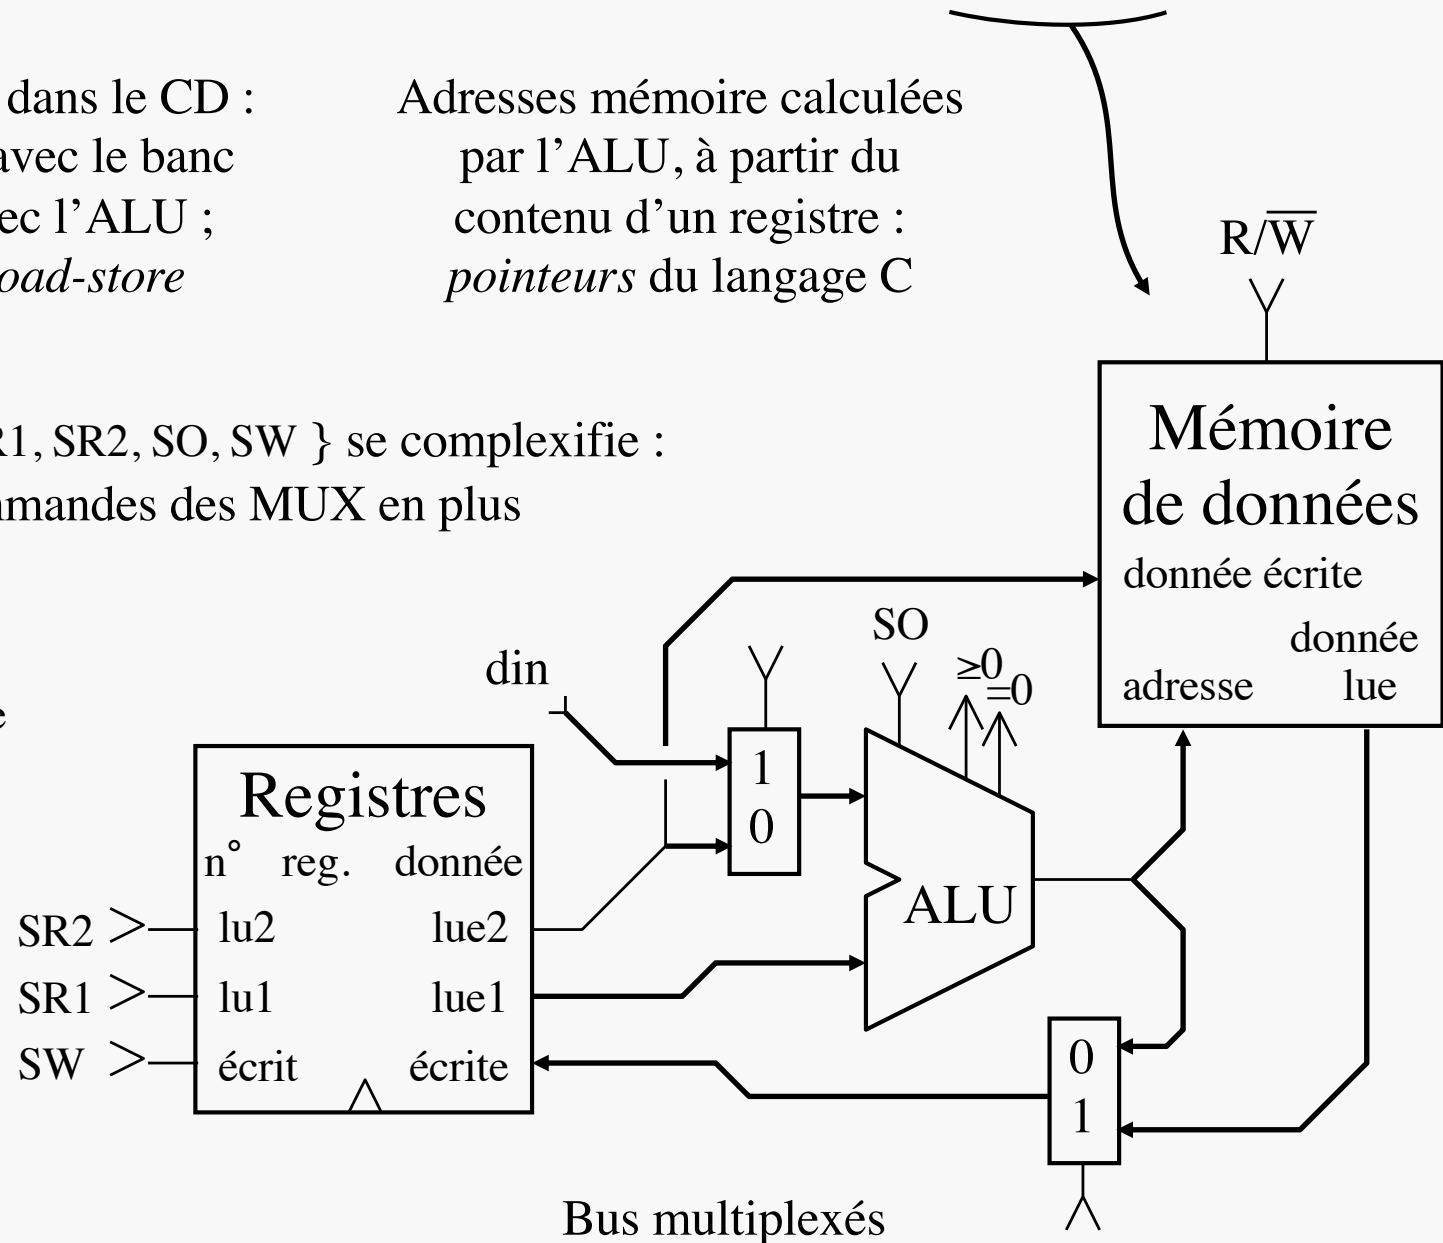 dans le CD :
avec le banc
ec l’ALU ;
oad-store
Adresses mémoire calculées
par l’ALU, à partir du
contenu d’un registre :
pointeurs du langage C
R1, SR2, SO, SW } se complexifie :
mmandes des MUX en plus
e
R/W̅
Mémoire
de données
donnée écrite
donnée
adresse lue
SO
≥0
=0
din
1
0
Registres
n° reg. donnée
SR2 lu2 lue2
SR1 lu1 lue1
SW écrit écrite
ALU
0
1
Bus multiplexés